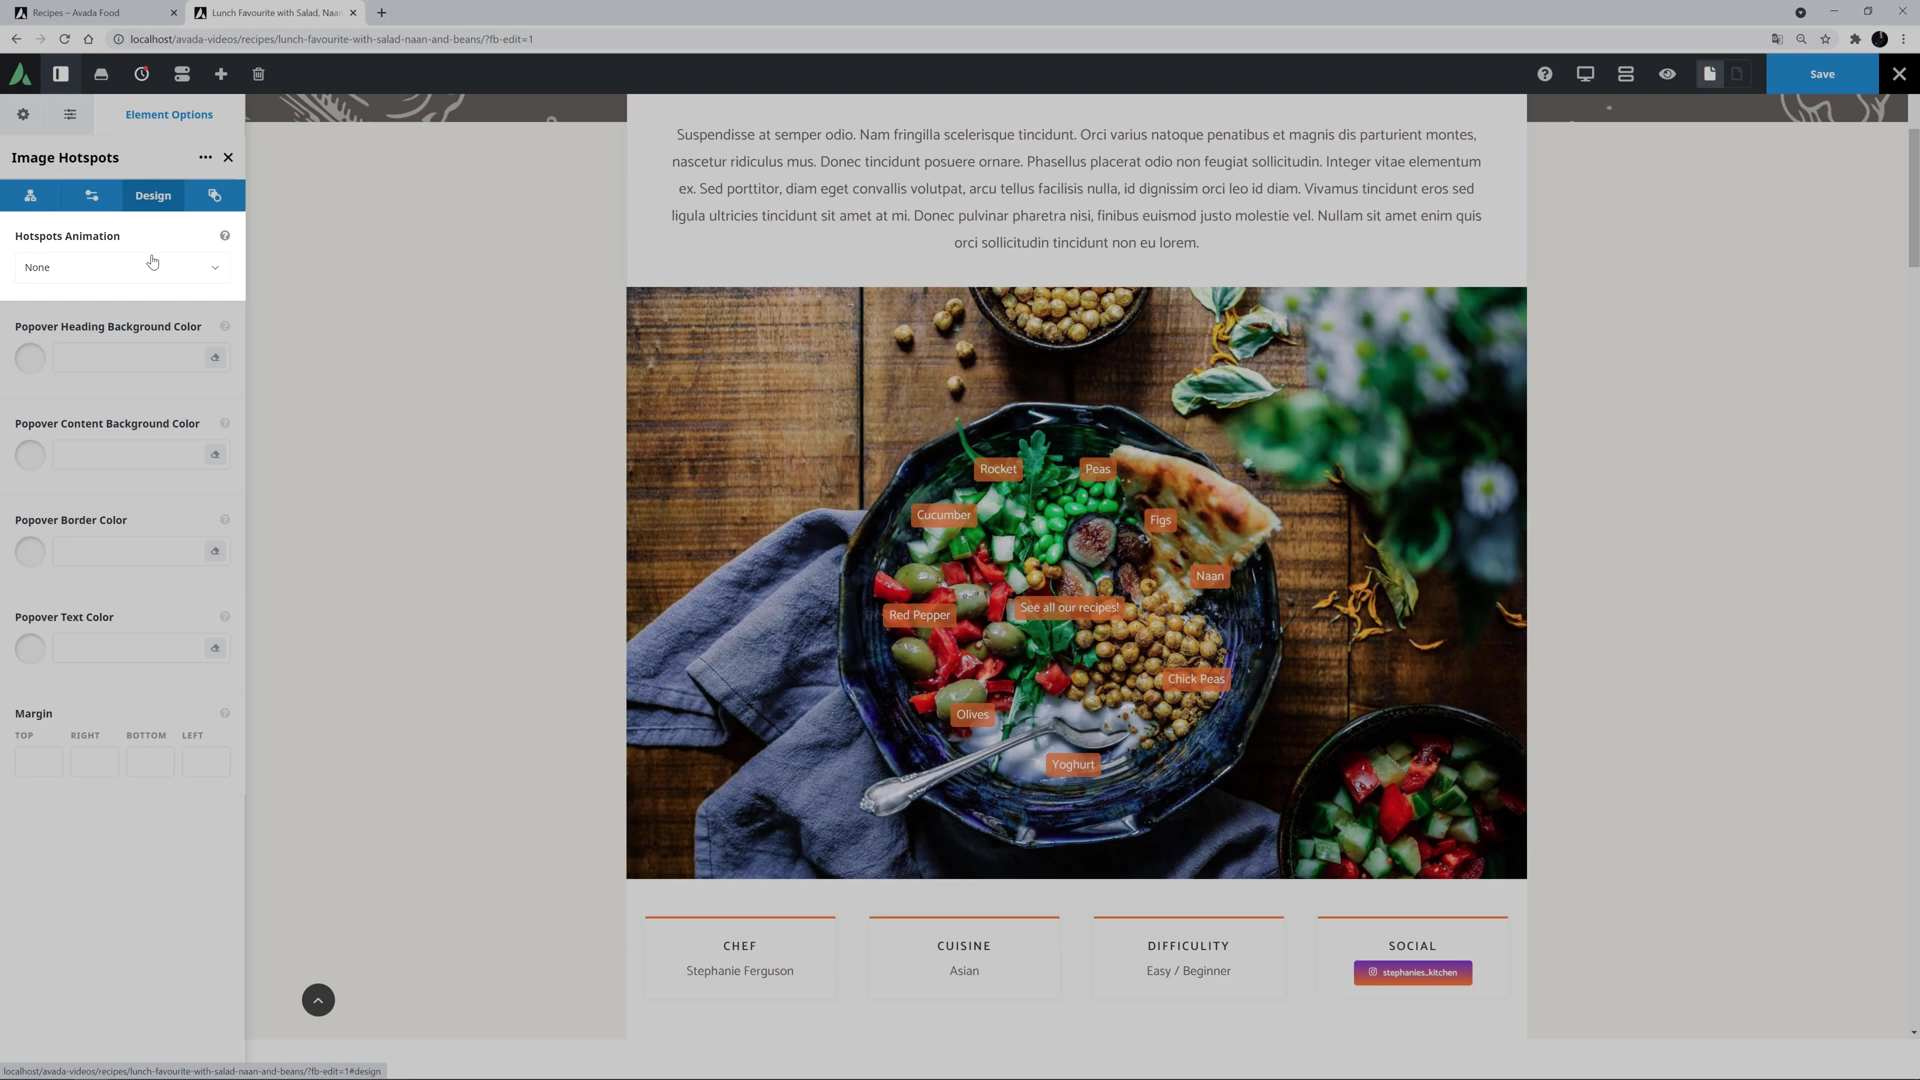 Recipes – Avada Food
Lunch Favourite with Salad, Naan
localhost/avada-videos/recipes/lunch-favourite-with-salad-naan-and-beans/?fb-edit=1
Save
Element Options
Image Hotspots
Design
Hotspots Animation
None
Popover Heading Background Color
Popover Content Background Color
Popover Border Color
Popover Text Color
Margin
TOP RIGHT BOTTOM LEFT
Suspendisse at semper odio. Nam fringilla scelerisque tincidunt. Orci varius natoque penatibus et magnis dis parturient montes,
nascetur ridiculus mus. Donec tincidunt posuere ornare. Phasellus placerat odio non feugiat sollicitudin. Integer vitae elementum
ex. Sed porttitor, diam eget convallis volutpat, arcu tellus facilisis nulla, id dignissim orci leo id diam. Vivamus tincidunt eros sed
ligula ultricies tincidunt sit amet at mi. Donec pulvinar pharetra nisi, finibus euismod justo molestie vel. Nullam sit amet enim quis
orci sollicitudin tincidunt non eu lorem.
Rocket
Peas
Cucumber
Figs
Naan
See all our recipes!
Red Pepper
Chick Peas
Olives
Yoghurt
CHEF
Stephanie Ferguson
CUISINE
Asian
DIFFICULITY
Easy / Beginner
SOCIAL
stephanies_kitchen
localhost/avada-videos/recipes/lunch-favourite-with-salad-naan-and-beans/?fb-edit=1#design